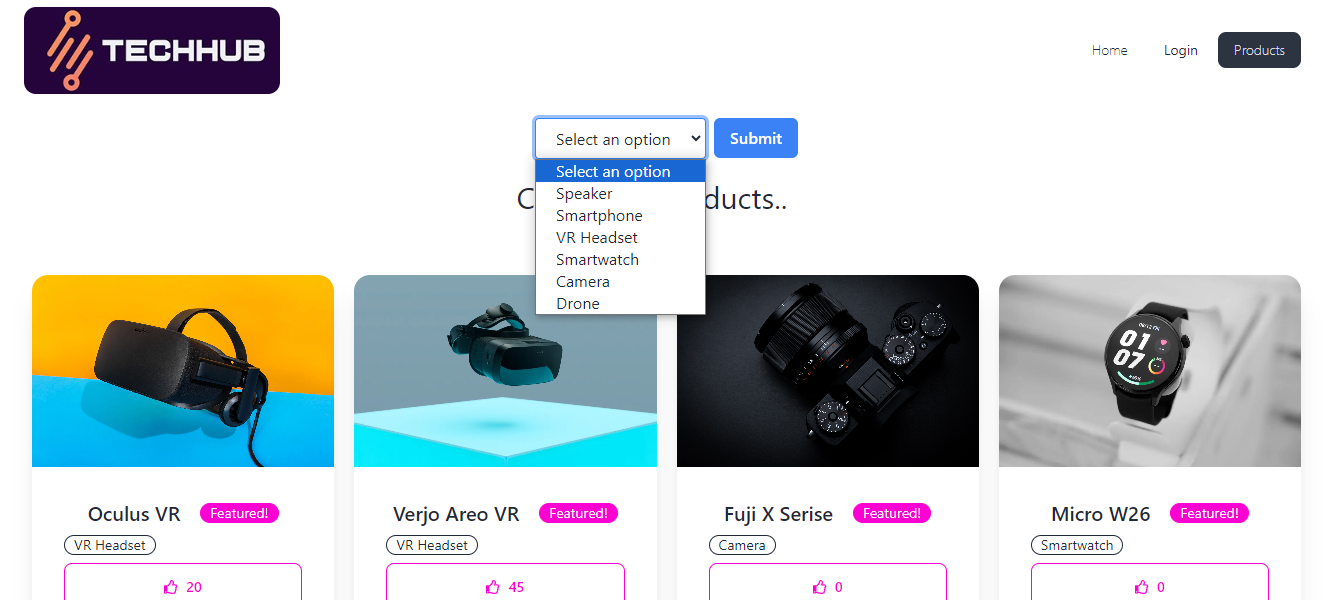 TECHHUB
Home
Login
Products
Select an option
Submit
Select an option
Speaker
Smartphone
VR Headset
Smartwatch
Camera
Drone
Oculus VR
Featured!
VR Headset
20
Verjo Areo VR
Featured!
VR Headset
45
Fuji X Serise
Featured!
Camera
0
Micro W26
Featured!
Smartwatch
0
01
07